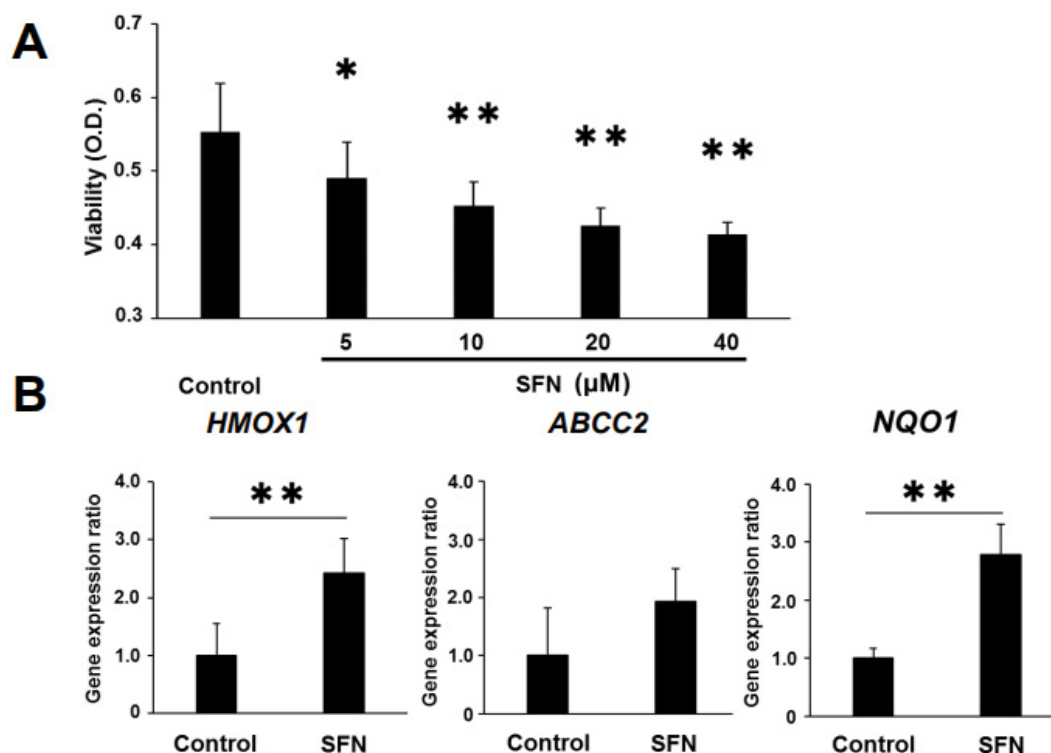 A
Viability (O.D.)
0.7
0.6
0.5
0.4
0.3
*
**
**
**
5 10 20 40
Control SFN (µM)
B
HMOX1 ABCC2 NQO1
Gene expression ratio
4.0
3.0
2.0
1.0
0
**
Control SFN
Gene expression ratio
4.0
3.0
2.0
1.0
0
Control SFN
Gene expression ratio
4.0
3.0
2.0
1.0
0
**
Control SFN